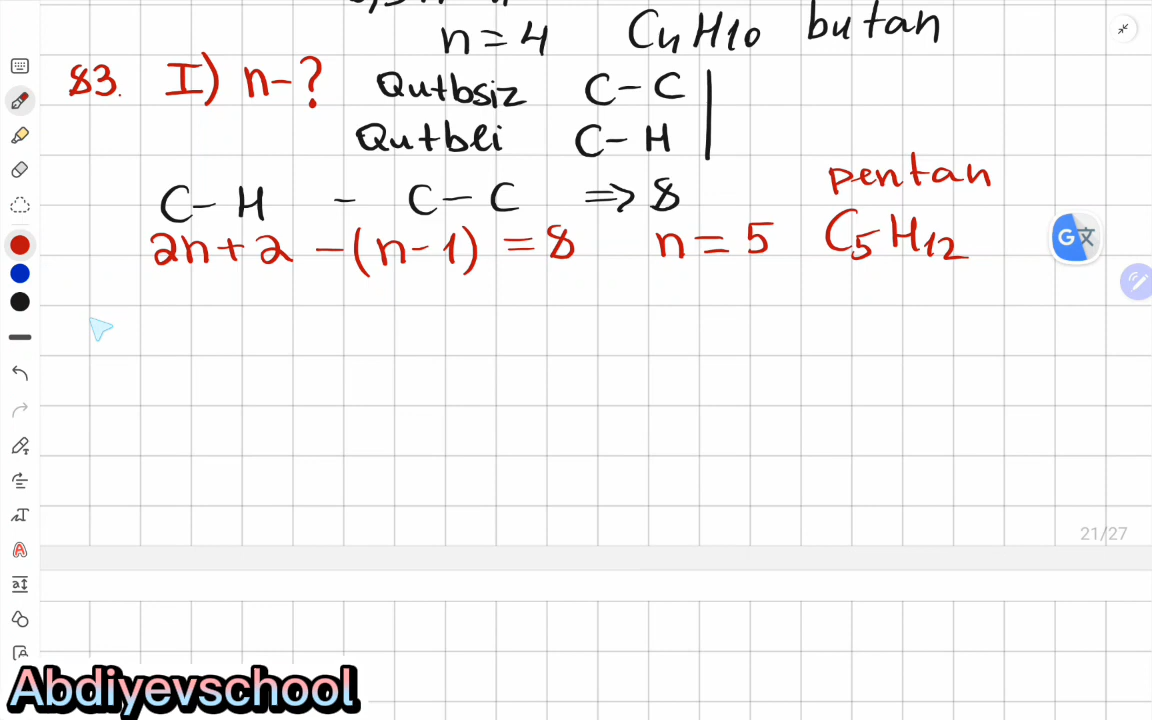 n = 4 C4H10 butan
83. I) n-? Qutbsiz C-C
Qutbli C-H
pentan
C-H - C-C => 8
2n+2 -(n-1) = 8 n = 5 C5H12
21/27
Abdiyevschool